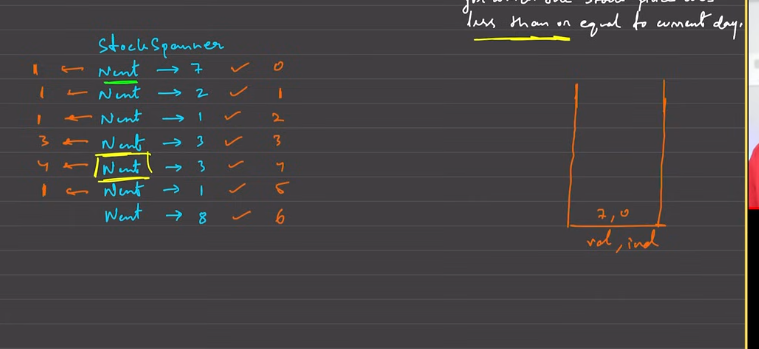 less than or equal to current day.
StockSpanner
1 ← Next → 7 ✓ 0
1 ← Next → 2 ✓ 1
1 ← Next → 1 ✓ 2
3 ← Next → 3 ✓ 3
4 ← Next → 3 ✓ 4
1 ← Next → 1 ✓ 5
Next → 8 ✓ 6
7, 0
val, ind